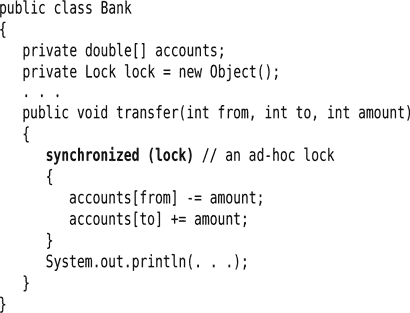 public class Bank
{
   private double[] accounts;
   private Lock lock = new Object();
   . . .
   public void transfer(int from, int to, int amount)
   {
      synchronized (lock) // an ad-hoc lock
      {
         accounts[from] -= amount;
         accounts[to] += amount;
      }
      System.out.println(. . .);
   }
}